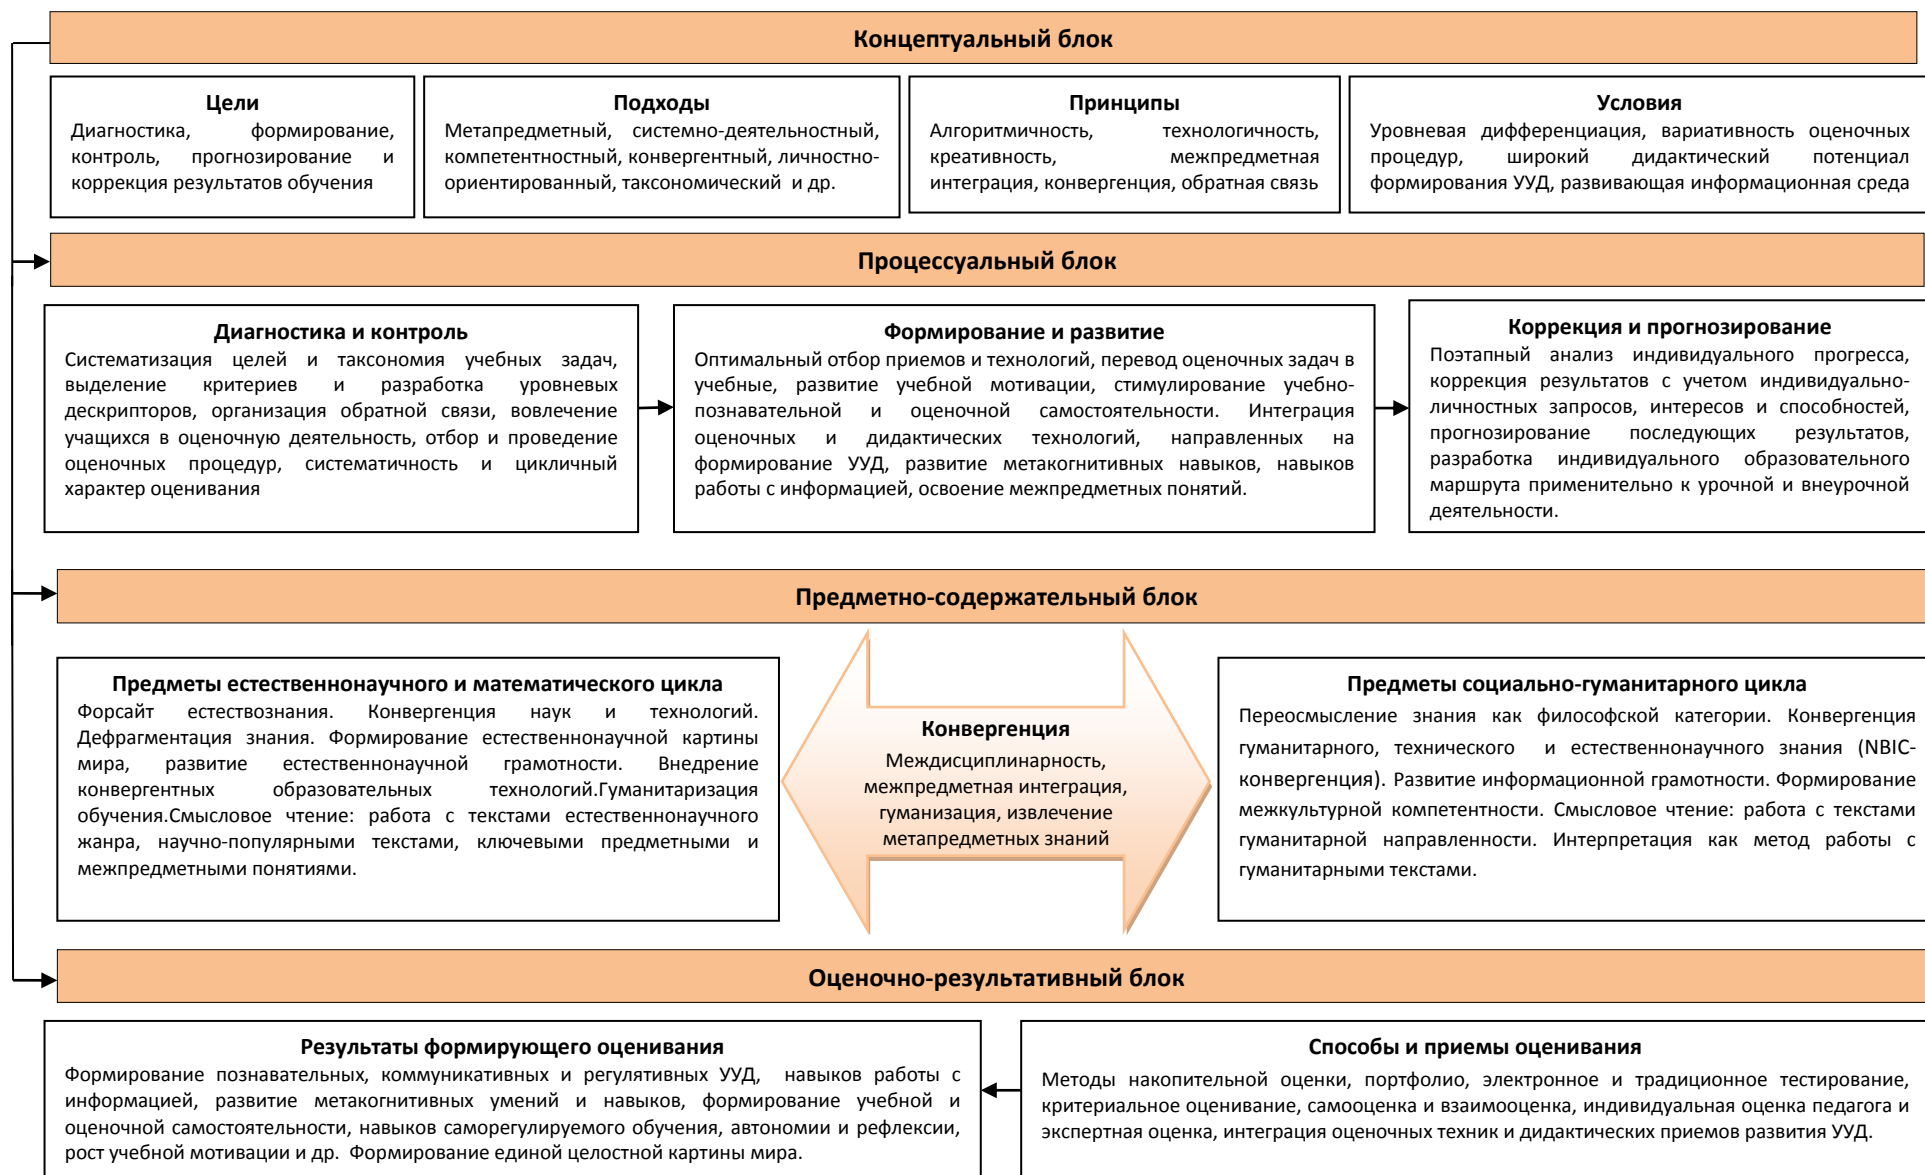 Концептуальный блок
Цели
Диагностика, формирование,
контроль, прогнозирование и
коррекция результатов обучения
Подходы
Метапредметный, системно-деятельностный,
компетентностный, конвергентный, личностно-
ориентированный, таксономический и др.
Принципы
Алгоритмичность, технологичность,
креативность, межпредметная
интеграция, конвергенция, обратная связь
Условия
Уровневая дифференциация, вариативность оценочных
процедур, широкий дидактический потенциал
формирования УУД, развивающая информационная среда
Процессуальный блок
Диагностика и контроль
Систематизация целей и таксономия учебных задач,
выделение критериев и разработка уровневых
дескрипторов, организация обратной связи, вовлечение
учащихся в оценочную деятельность, отбор и проведение
оценочных процедур, систематичность и цикличный
характер оценивания
Формирование и развитие
Оптимальный отбор приемов и технологий, перевод оценочных задач в
учебные, развитие учебной мотивации, стимулирование учебно-
познавательной и оценочной самостоятельности. Интеграция
оценочных и дидактических технологий, направленных на
формирование УУД, развитие метакогнитивных навыков, навыков
работы с информацией, освоение межпредметных понятий.
Коррекция и прогнозирование
Поэтапный анализ индивидуального прогресса,
коррекция результатов с учетом индивидуально-
личностных запросов, интересов и способностей,
прогнозирование последующих результатов,
разработка индивидуального образовательного
маршрута применительно к урочной и внеурочной
деятельности.
Предметно-содержательный блок
Предметы естественнонаучного и математического цикла
Форсайт естествознания. Конвергенция наук и технологий.
Дефрагментация знания. Формирование естественнонаучной картины
мира, развитие естественнонаучной грамотности. Внедрение
конвергентных образовательных технологий.Гуманитаризация
обучения.Смысловое чтение: работа с текстами естественнонаучного
жанра, научно-популярными текстами, ключевыми предметными и
межпредметными понятиями.
Конвергенция
Междисциплинарность,
межпредметная интеграция,
гуманизация, извлечение
метапредметных знаний
Предметы социально-гуманитарного цикла
Переосмысление знания как философской категории. Конвергенция
гуманитарного, технического и естественнонаучного знания (NBIC-
конвергенция). Развитие информационной грамотности. Формирование
межкультурной компетентности. Смысловое чтение: работа с текстами
гуманитарной направленности. Интерпретация как метод работы с
гуманитарными текстами.
Оценочно-результативный блок
Результаты формирующего оценивания
Формирование познавательных, коммуникативных и регулятивных УУД, навыков работы с
информацией, развитие метакогнитивных умений и навыков, формирование учебной и
оценочной самостоятельности, навыков саморегулируемого обучения, автономии и рефлексии,
рост учебной мотивации и др. Формирование единой целостной картины мира.
Способы и приемы оценивания
Методы накопительной оценки, портфолио, электронное и традиционное тестирование,
критериальное оценивание, самооценка и взаимооценка, индивидуальная оценка педагога и
экспертная оценка, интеграция оценочных техник и дидактических приемов развития УУД.